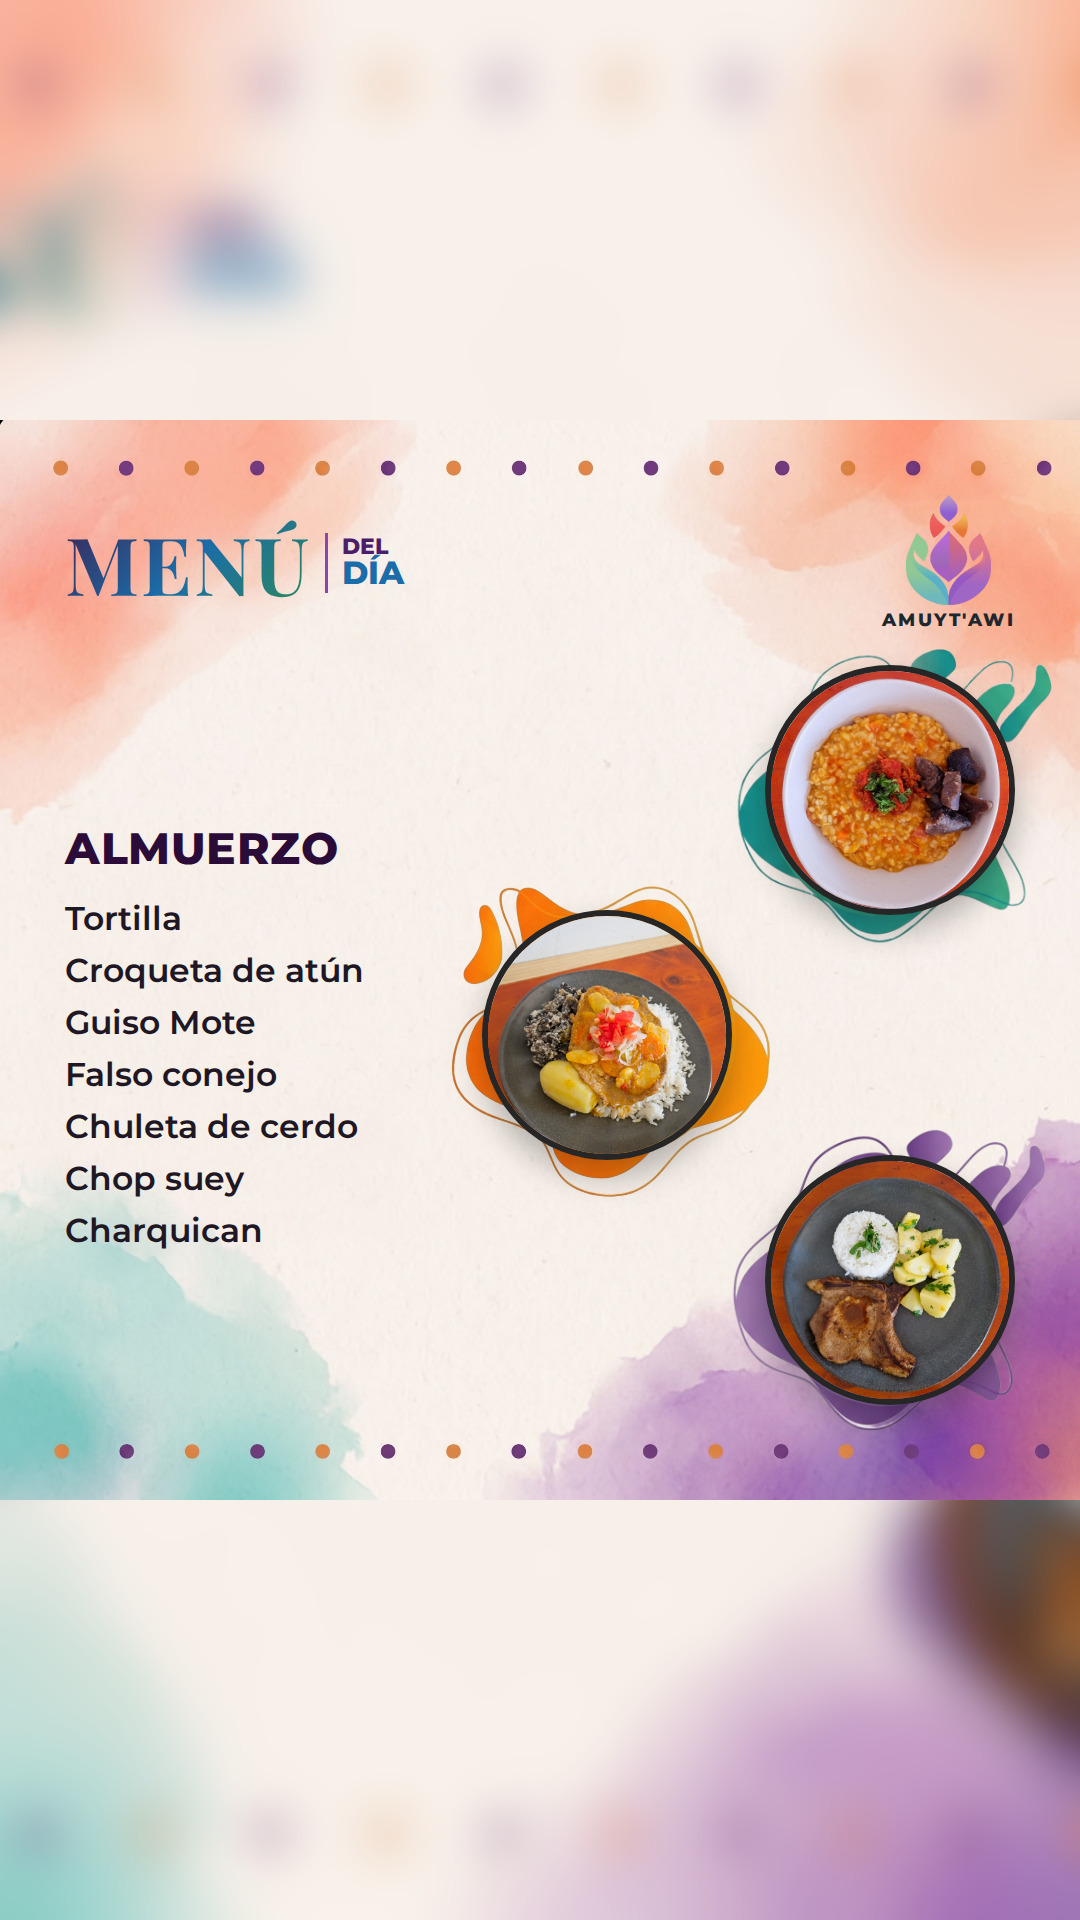 MENÚ
DEL
DÍA
AMUYT'AWI
ALMUERZO
Tortilla
Croqueta de atún
Guiso Mote
Falso conejo
Chuleta de cerdo
Chop suey
Charquican